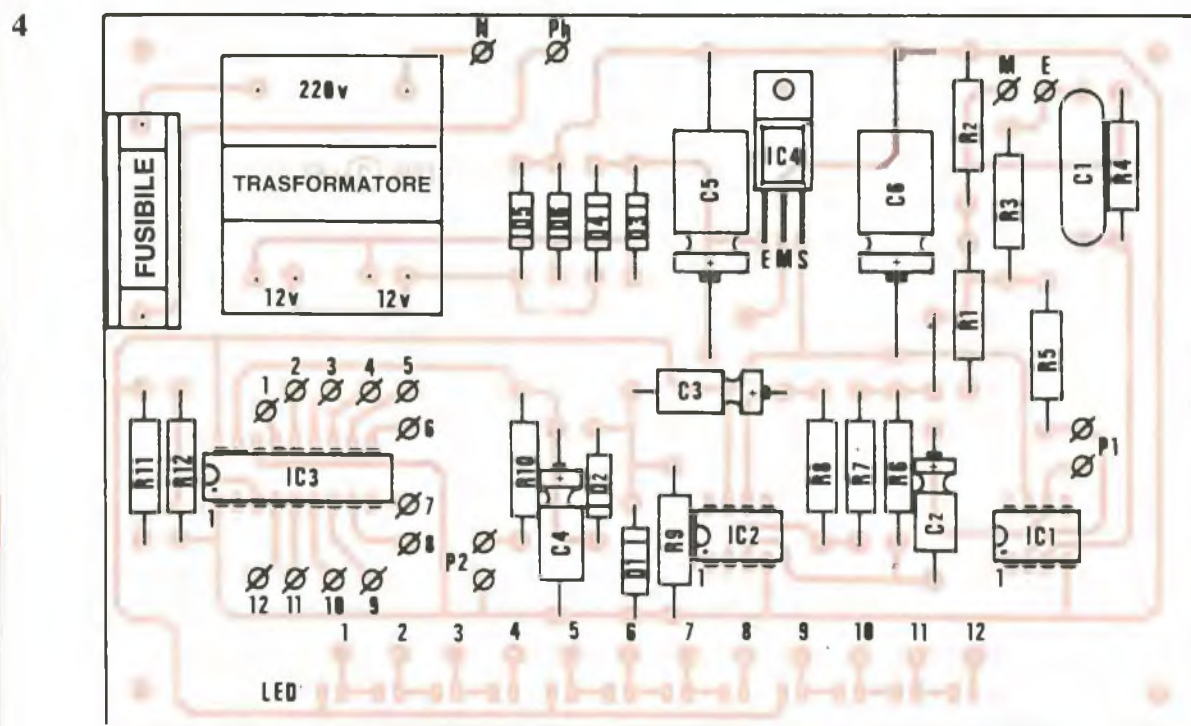 4
N Ph
220v
M E
FUSIBILE
TRASFORMATORE
12v 12v
D5 D6 D4 D3
C5
IC4
E M S
C6
R2
R3
C1
R4
R1
R5
1 2 3 4 5
6
7
8
12 11 10 9
R11 R12
IC3
1
P2
R10
C4
D2
D1
C3
R9
IC2
1
R8 R7 R6
C2
IC1
1
P1
1 2 3 4 5 6 7 8 9 10 11 12
LED